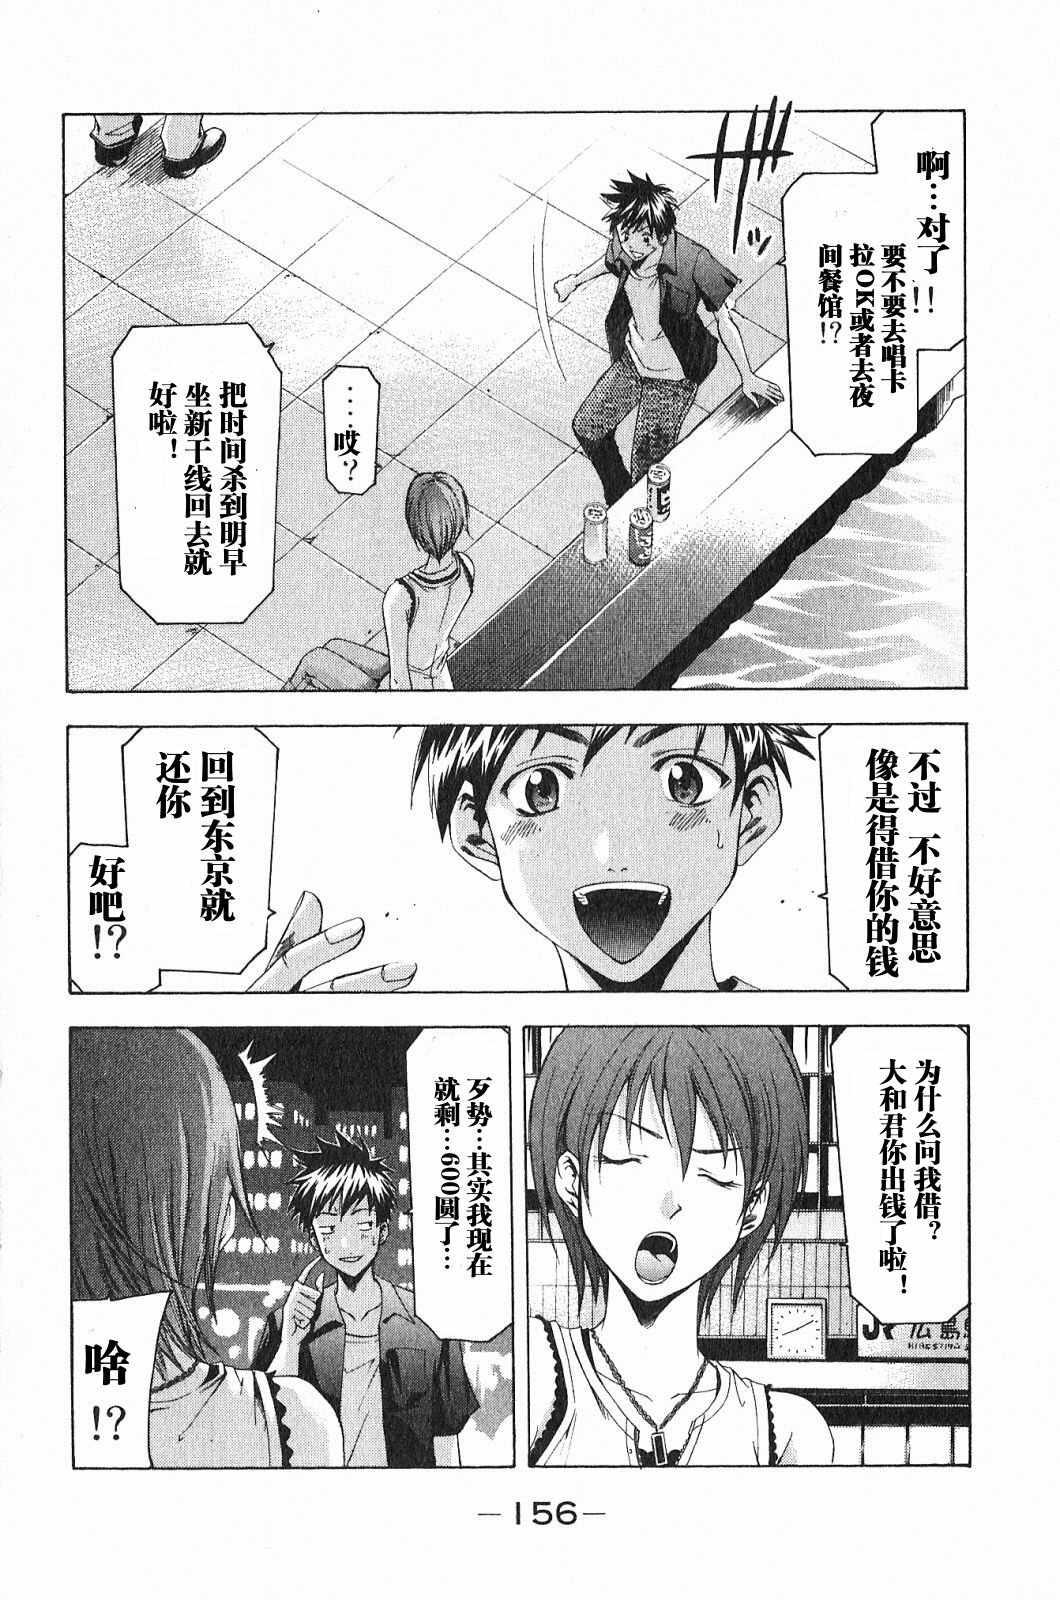 啊…对了!!
要不要去唱卡
拉OK或者去夜
间餐馆!?
……
哎?
把时间杀到明早
坐新干线回去就
好啦!
不过 不好意思
像是得借你的钱
回到东京就
还你
好吧!?
为什么问我借?
大和君你出钱了啦!
JR 広島
歹势…其实我现在
就剩…600圆了…
啥!?
—156—